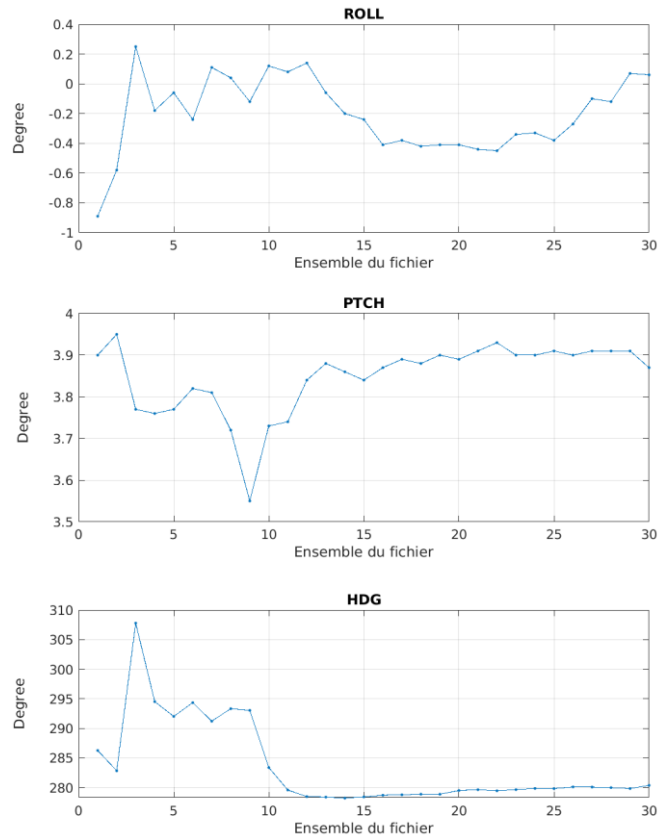 ROLL
0.4
0.2
0
-0.2
-0.4
-0.6
-0.8
-1
Degree
0 5 10 15 20 25 30
Ensemble du fichier
PTCH
4
3.9
3.8
3.7
3.6
3.5
Degree
0 5 10 15 20 25 30
Ensemble du fichier
HDG
310
305
300
295
290
285
280
Degree
0 5 10 15 20 25 30
Ensemble du fichier